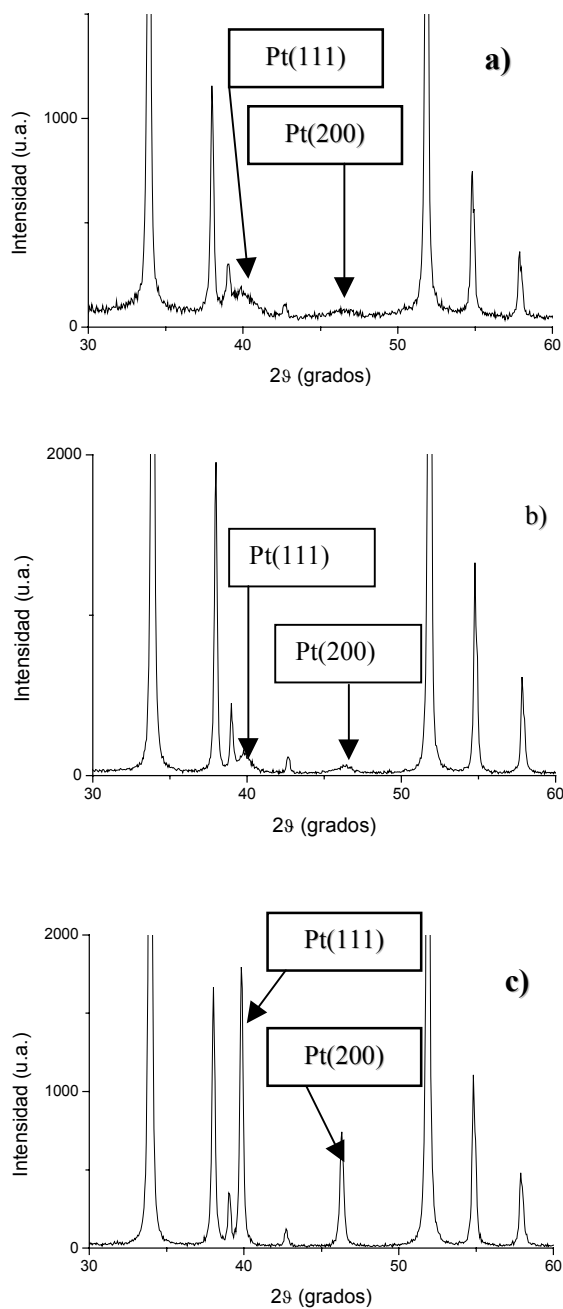 Pt(111)
a)
Pt(200)
Intensidad (u.a.)
1000
0
30 40 50 60
2ϑ (grados)
2000
b)
Pt(111)
Pt(200)
Intensidad (u.a.)
1000
0
30 40 50 60
2ϑ (grados)
2000
Pt(111)
c)
Pt(200)
Intensidad (u.a.)
1000
0
30 40 50 60
2ϑ (grados)